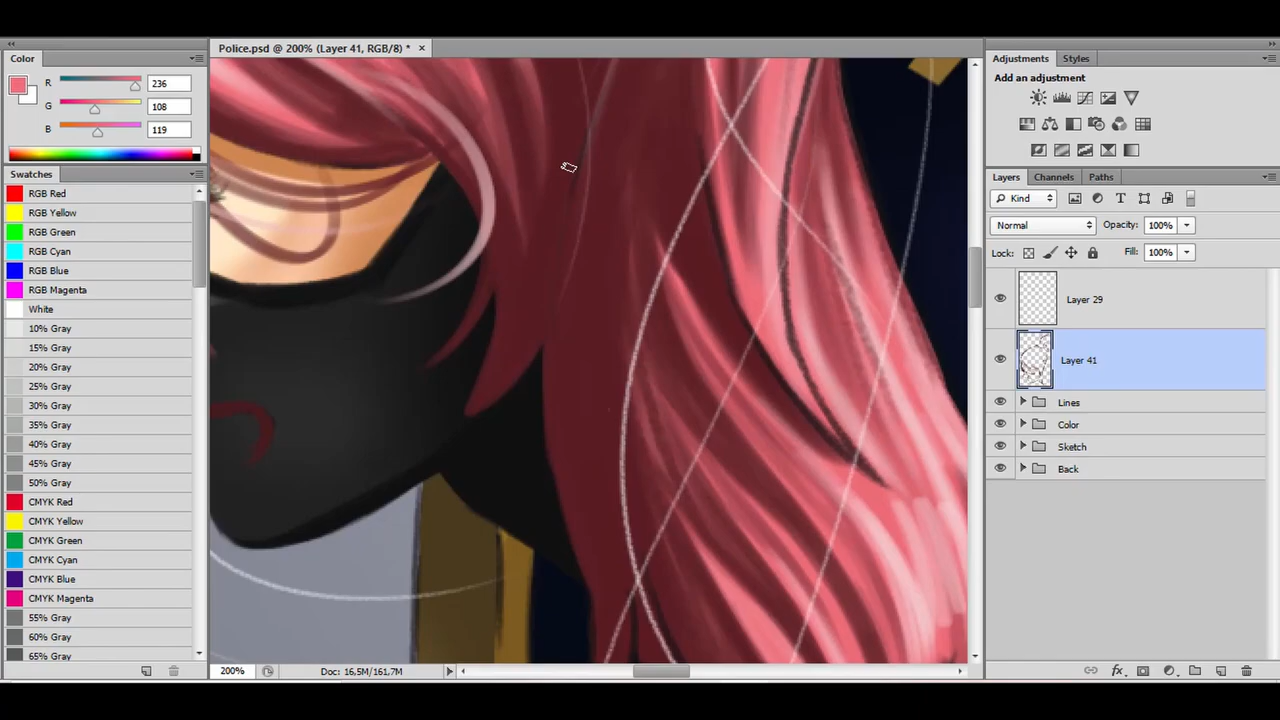 Police.psd @ 200% (Layer 41, RGB/8) *
Color
R 236
G 108
B 119
Swatches
RGB Red
RGB Yellow
RGB Green
RGB Cyan
RGB Blue
RGB Magenta
White
10% Gray
15% Gray
20% Gray
25% Gray
30% Gray
35% Gray
40% Gray
45% Gray
50% Gray
CMYK Red
CMYK Yellow
CMYK Green
CMYK Cyan
CMYK Blue
CMYK Magenta
55% Gray
60% Gray
65% Gray
200%
Doc: 16,5M/161,7M
Adjustments Styles
Add an adjustment
Layers Channels Paths
Kind
Normal Opacity: 100%
Lock: Fill: 100%
Layer 29
Layer 41
Lines
Color
Sketch
Back
fx